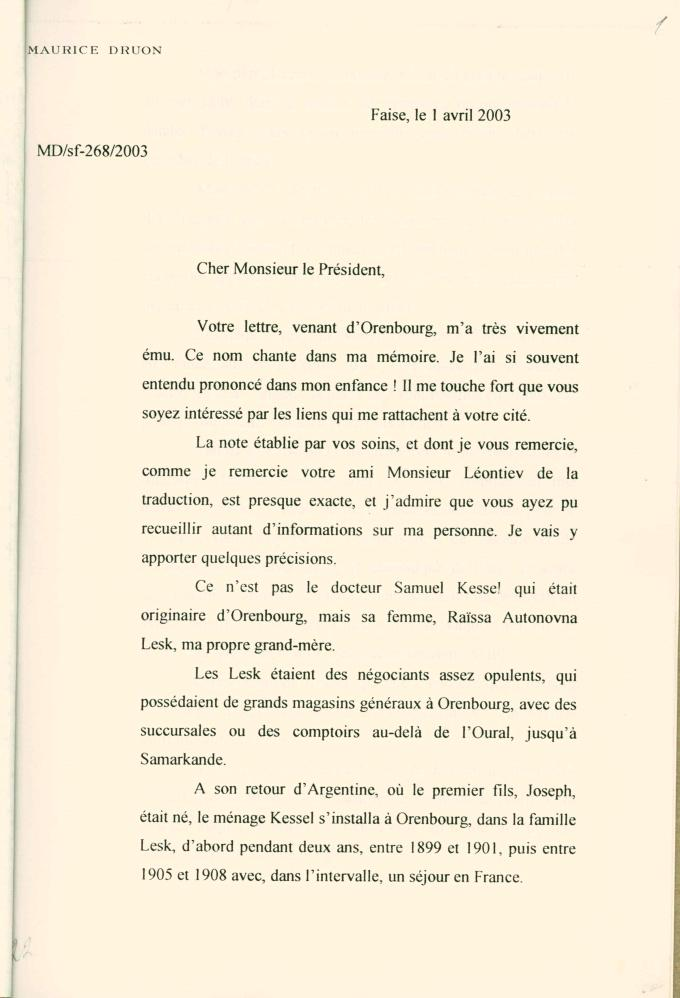 1
MAURICE DRUON
Faise, le 1 avril 2003
MD/sf-268/2003
Cher Monsieur le Président,
Votre lettre, venant d'Orenbourg, m'a très vivement
ému. Ce nom chante dans ma mémoire. Je l'ai si souvent
entendu prononcé dans mon enfance ! Il me touche fort que vous
soyez intéressé par les liens qui me rattachent à votre cité.
La note établie par vos soins, et dont je vous remercie,
comme je remercie votre ami Monsieur Léontiev de la
traduction, est presque exacte, et j'admire que vous ayez pu
recueillir autant d'informations sur ma personne. Je vais y
apporter quelques précisions.
Ce n'est pas le docteur Samuel Kessel qui était
originaire d'Orenbourg, mais sa femme, Raïssa Autonovna
Lesk, ma propre grand-mère.
Les Lesk étaient des négociants assez opulents, qui
possédaient de grands magasins généraux à Orenbourg, avec des
succursales ou des comptoirs au-delà de l'Oural, jusqu'à
Samarkande.
A son retour d'Argentine, où le premier fils, Joseph,
était né, le ménage Kessel s'installa à Orenbourg, dans la famille
Lesk, d'abord pendant deux ans, entre 1899 et 1901, puis entre
1905 et 1908 avec, dans l'intervalle, un séjour en France.
22